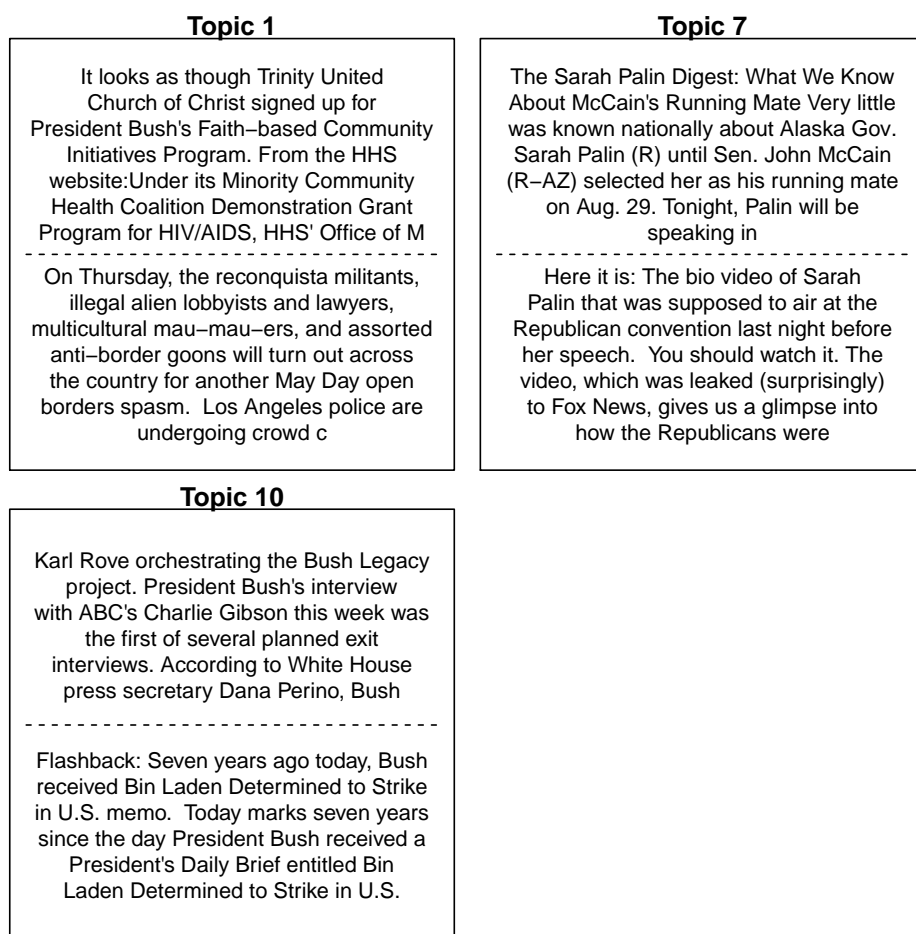 Topic 1
It looks as though Trinity United
Church of Christ signed up for
President Bush's Faith−based Community
Initiatives Program. From the HHS
website:Under its Minority Community
Health Coalition Demonstration Grant
Program for HIV/AIDS, HHS' Office of M
On Thursday, the reconquista militants,
illegal alien lobbyists and lawyers,
multicultural mau−mau−ers, and assorted
anti−border goons will turn out across
the country for another May Day open
borders spasm.  Los Angeles police are
undergoing crowd c
Topic 7
The Sarah Palin Digest: What We Know
About McCain's Running Mate Very little
was known nationally about Alaska Gov.
Sarah Palin (R) until Sen. John McCain
(R−AZ) selected her as his running mate
on Aug. 29. Tonight, Palin will be
speaking in
Here it is: The bio video of Sarah
Palin that was supposed to air at the
Republican convention last night before
her speech.  You should watch it. The
video, which was leaked (surprisingly)
to Fox News, gives us a glimpse into
how the Republicans were
Topic 10
Karl Rove orchestrating the Bush Legacy
project. President Bush's interview
with ABC's Charlie Gibson this week was
the first of several planned exit
interviews. According to White House
press secretary Dana Perino, Bush
Flashback: Seven years ago today, Bush
received Bin Laden Determined to Strike
in U.S. memo.  Today marks seven years
since the day President Bush received a
President's Daily Brief entitled Bin
Laden Determined to Strike in U.S.